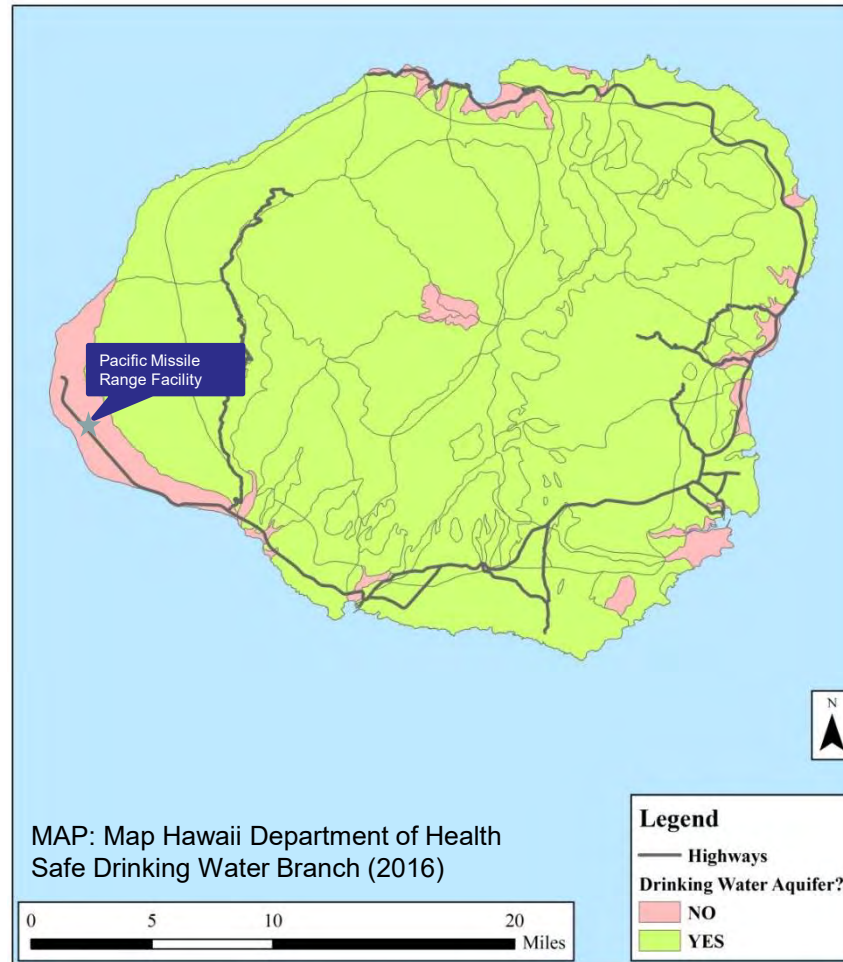 Pacific Missile
Range Facility
N
MAP: Map Hawaii Department of Health
Safe Drinking Water Branch (2016)
0 5 10 20
Miles
Legend
Highways
Drinking Water Aquifer?
NO
YES